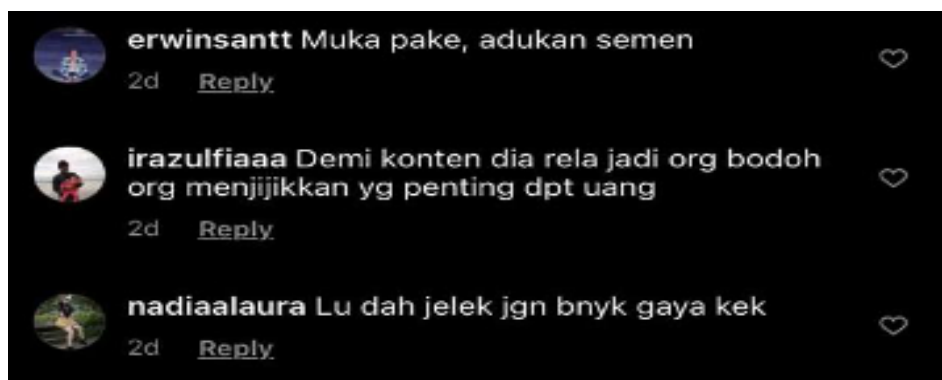 erwinsantt Muka pake, adukan semen
2d Reply
irazulfiaaa Demi konten dia rela jadi org bodoh
org menjijikkan yg penting dpt uang
2d Reply
nadiaalaura Lu dah jelek jgn bnyk gaya kek
2d Reply